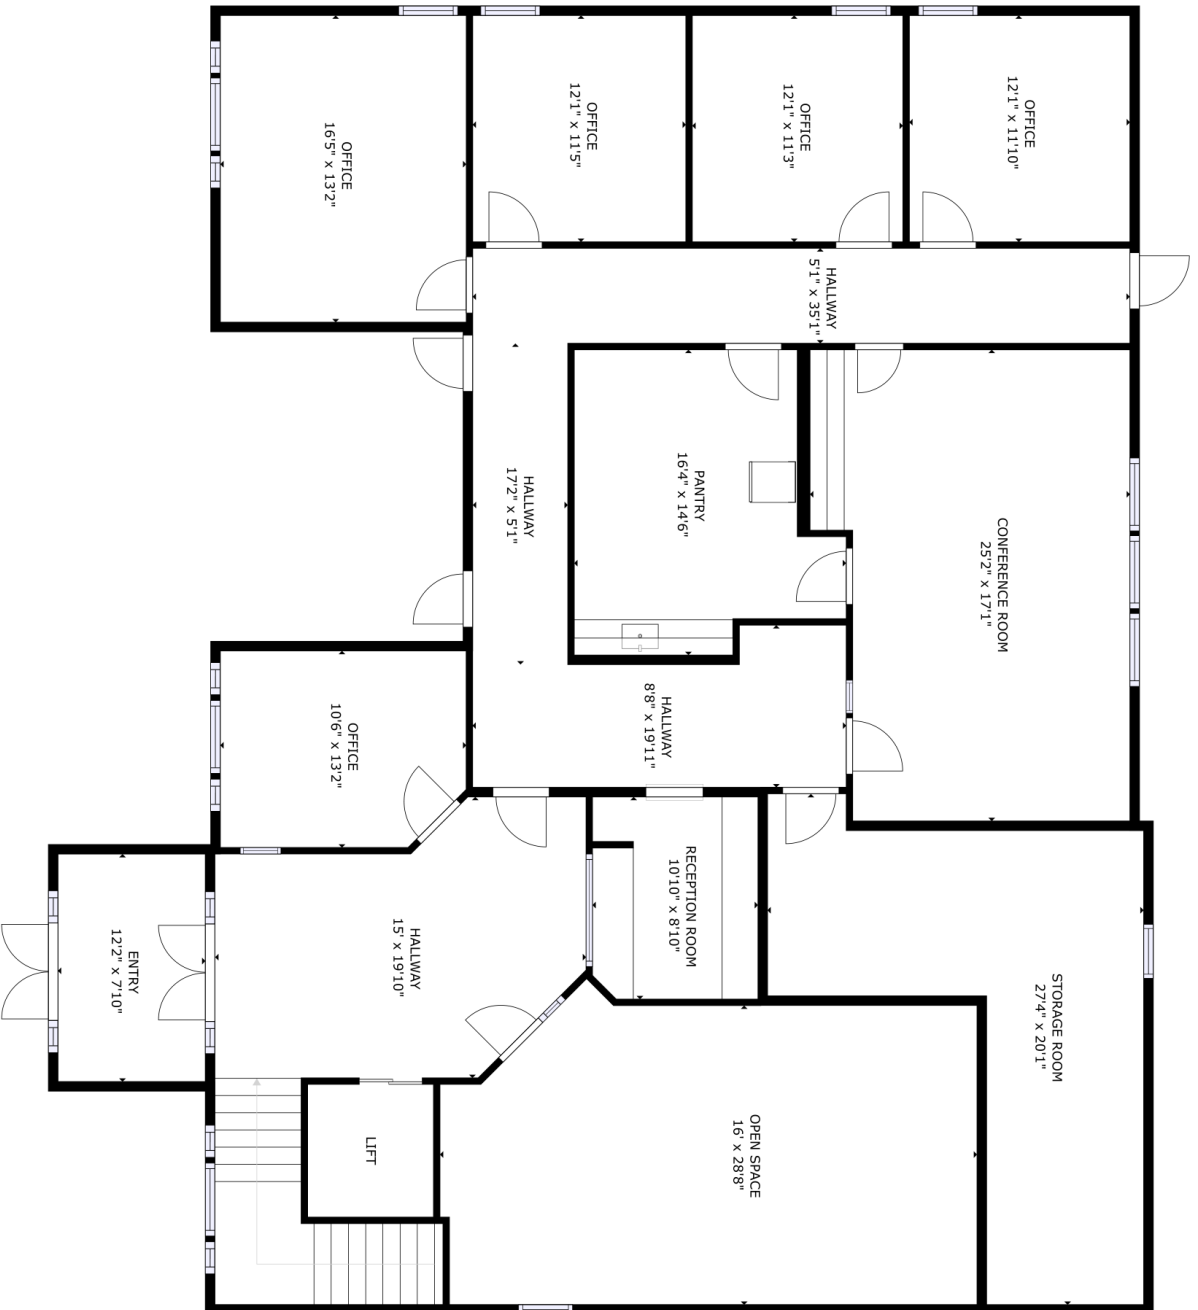 OFFICE
16'5" x 13'2"
OFFICE
12'1" x 11'5"
OFFICE
12'1" x 11'3"
OFFICE
12'1" x 11'10"
HALLWAY
5'1" x 35'1"
HALLWAY
17'2" x 5'1"
PANTRY
16'4" x 14'6"
CONFERENCE ROOM
25'2" x 17'1"
HALLWAY
8'8" x 19'11"
OFFICE
10'6" x 13'2"
ENTRY
12'2" x 7'10"
HALLWAY
15' x 19'10"
RECEPTION ROOM
10'10" x 8'10"
STORAGE ROOM
27'4" x 20'1"
LIFT
OPEN SPACE
16' x 28'8"